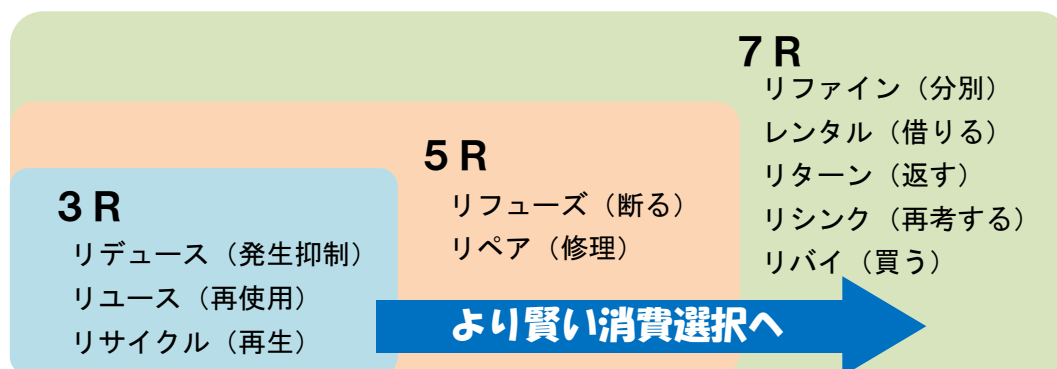 3R
リデュース（発生抑制）
リユース（再使用）
リサイクル（再生）
5R
リフューズ（断る）
リペア（修理）
7R
リファイン（分別）
レンタル（借りる）
リターン（返す）
リシンク（再考する）
リバイ（買う）
より賢い消費選択へ